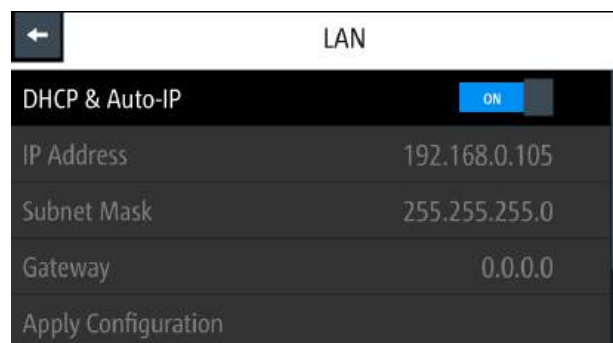 LAN
DHCP & Auto-IP ON
IP Address 192.168.0.105
Subnet Mask 255.255.255.0
Gateway 0.0.0.0
Apply Configuration